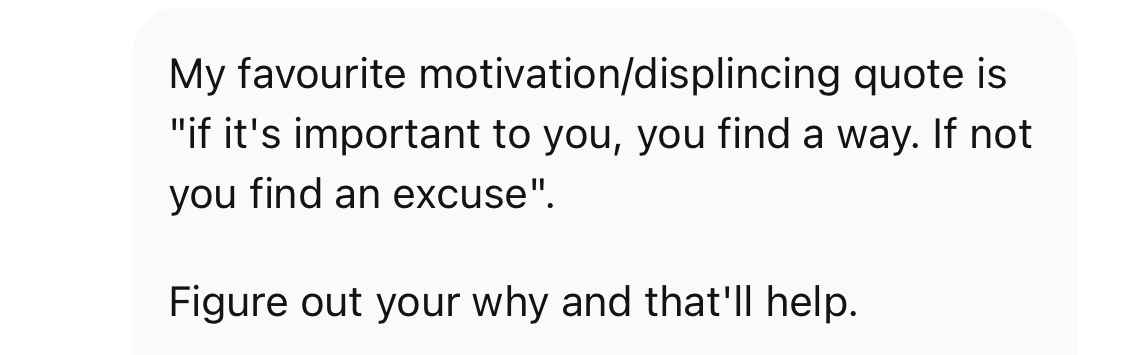 My favourite motivation/displincing quote is
"if it's important to you, you find a way. If not
you find an excuse".
Figure out your why and that'll help.